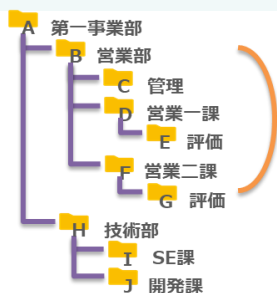 A 第一事業部
B 営業部
C 管理
D 営業一課
E 評価
F 営業二課
G 評価
H 技術部
I SE課
J 開発課